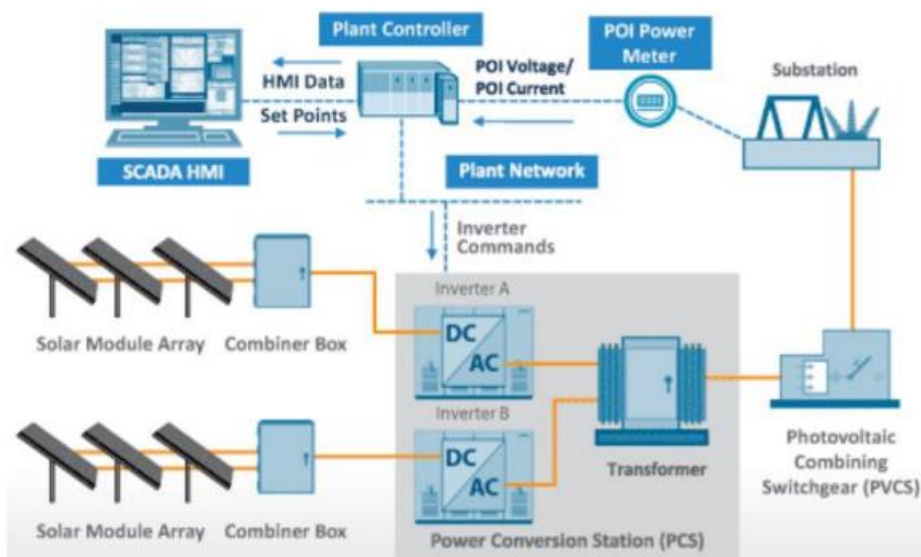 Plant Controller
POI Power
Meter
Substation
HMI Data
Set Points
POI Voltage/
POI Current
SCADA HMI
Plant Network
Inverter
Commands
Inverter A
DC
AC
Solar Module Array
Combiner Box
Inverter B
DC
AC
Transformer
Photovoltaic
Combining
Switchgear (PVCS)
Solar Module Array
Combiner Box
Power Conversion Station (PCS)